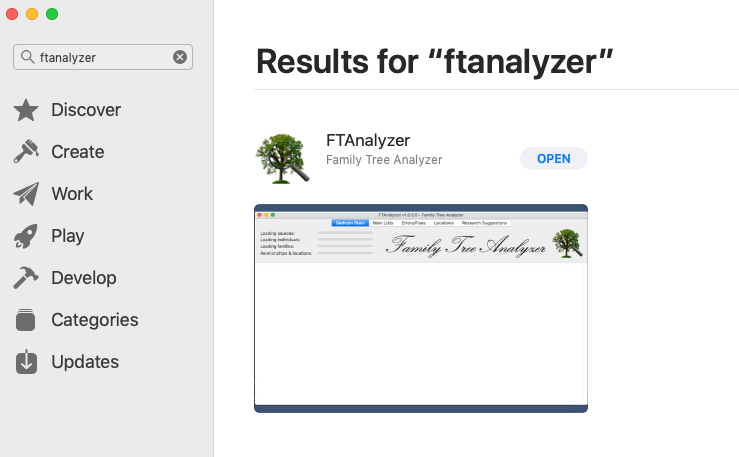 ftanalyzer
Discover
Create
Work
Play
Develop
Categories
Updates
Results for “ftanalyzer”
FTAnalyzer
Family Tree Analyzer
OPEN
FTAnalyzer v1.0.0.0 - Family Tree Analyzer
Gedcom Stats Main Lists Errors/Fixes Locations Research Suggestions
Loading sources:
Loading individuals:
Loading families:
Relationships & locations:
Family Tree Analyzer